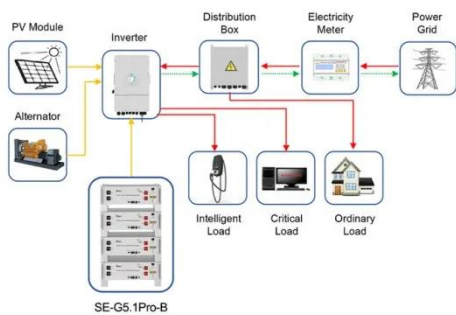 PV Module
Inverter
Distribution
Box
Electricity
Meter
Power
Grid
Alternator
Intelligent
Load
Critical
Load
Ordinary
Load
SE-G5.1Pro-B